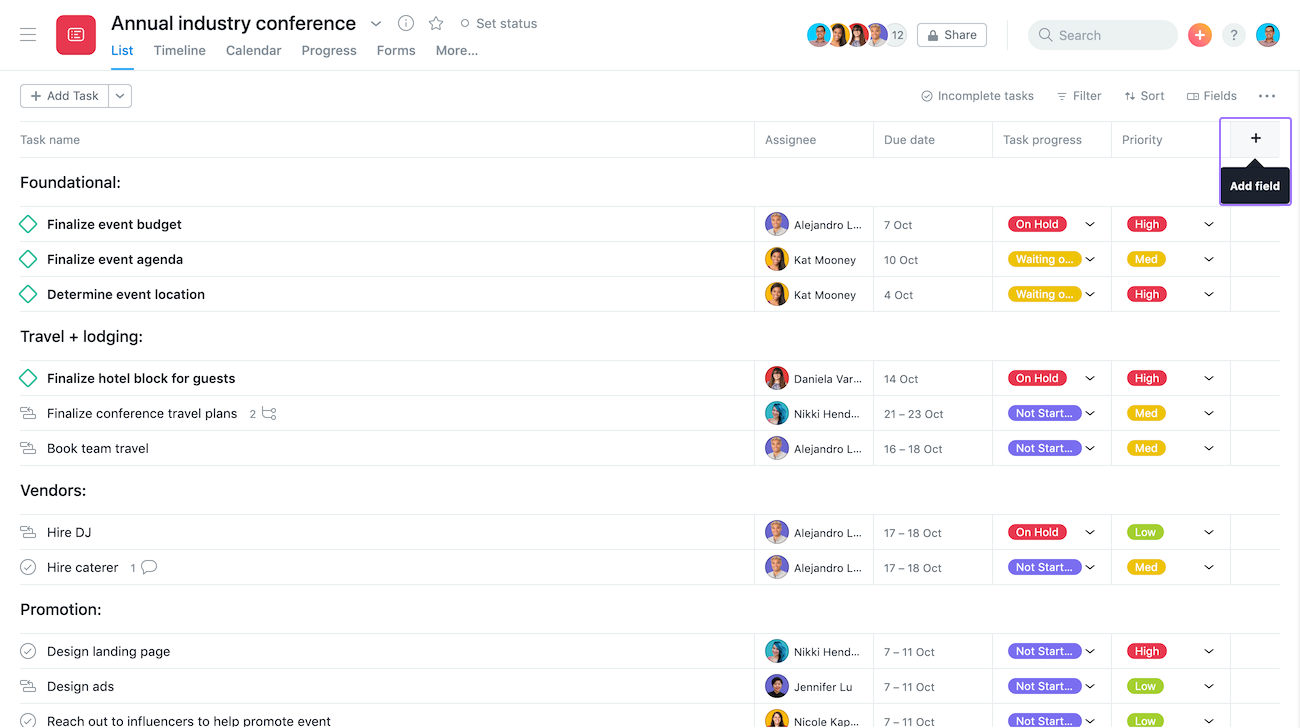 Annual industry conference
Set status
List Timeline Calendar Progress Forms More...
12 Share Search + ?
+ Add Task
Incomplete tasks Filter Sort Fields
Task name Assignee Due date Task progress Priority +
Add field
Foundational:
Finalize event budget Alejandro L... 7 Oct On Hold High
Finalize event agenda Kat Mooney 10 Oct Waiting o... Med
Determine event location Kat Mooney 4 Oct Waiting o... High
Travel + lodging:
Finalize hotel block for guests Daniela Var... 14 Oct On Hold High
Finalize conference travel plans 2 Nikki Hend... 21 – 23 Oct Not Start... Med
Book team travel Alejandro L... 16 – 18 Oct Not Start... Med
Vendors:
Hire DJ Alejandro L... 17 – 18 Oct On Hold Low
Hire caterer 1 Alejandro L... 17 – 18 Oct Not Start... Med
Promotion:
Design landing page Nikki Hend... 7 – 11 Oct Not Start... High
Design ads Jennifer Lu 7 – 11 Oct Not Start... Low
Reach out to influencers to help promote event Nicole Kap... 7 – 11 Oct Not Start... Low